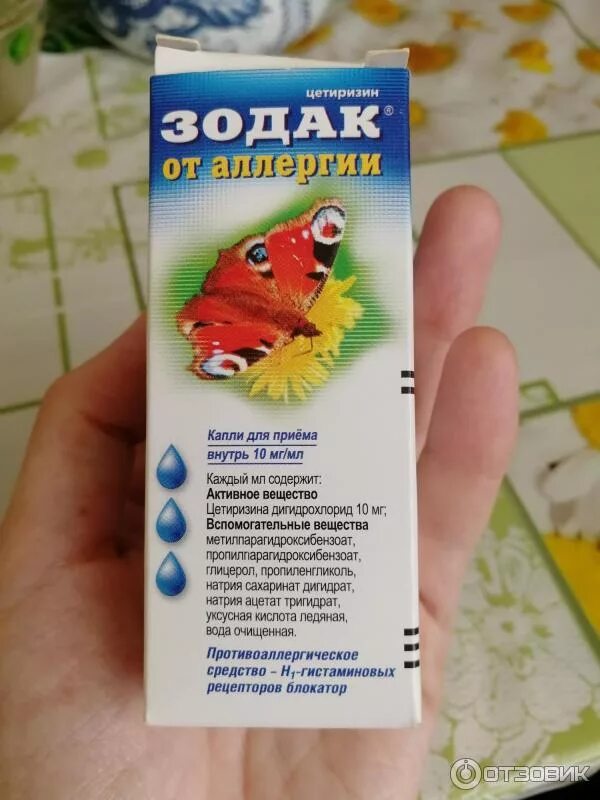 цетиризин
ЗОДАК®
от аллергии
Капли для приёма
внутрь 10 мг/мл
Каждый мл содержит:
Активное вещество
Цетиризина дигидрохлорид 10 мг;
Вспомогательные вещества
метилпарагидроксибензоат,
пропилпарагидроксибензоат,
глицерол, пропиленгликоль,
натрия сахаринат дигидрат,
натрия ацетат тригидрат,
уксусная кислота ледяная,
вода очищенная.
Противоаллергическое
средство – H₁-гистаминовых
рецепторов блокатор
ОТЗОВИК